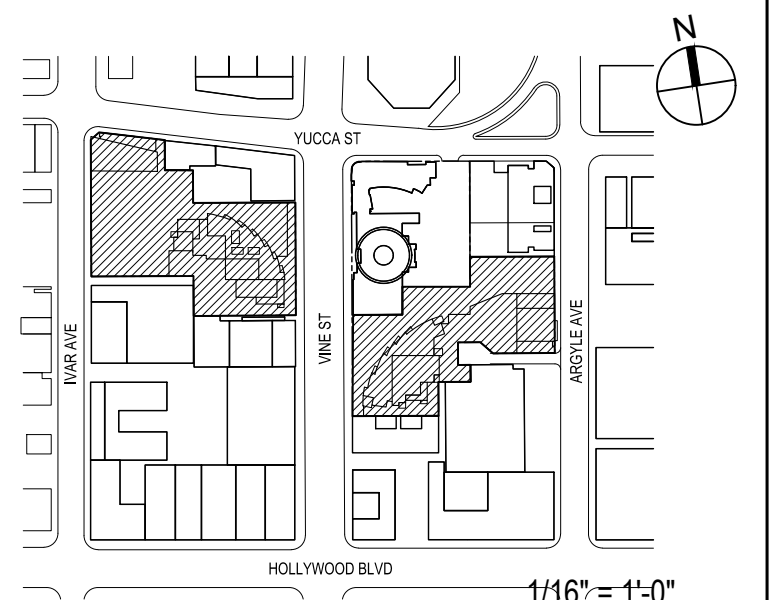 N
YUCCA ST
IVAR AVE
VINE ST
ARGYLE AVE
HOLLYWOOD BLVD
1/16" = 1'-0"